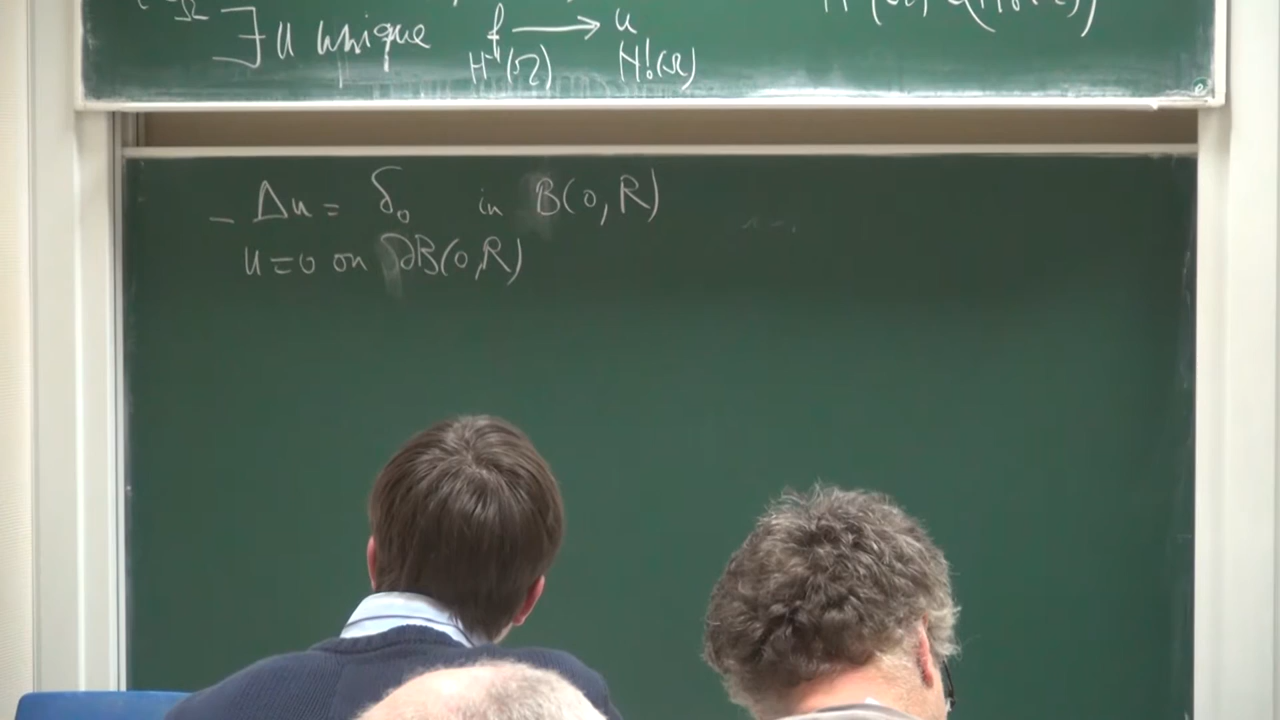 ∃ u unique f ⟶ u
H⁻¹(Ω) H¹₀(Ω)
- Δu = δ₀ in B(0,R)
u=0 on ∂B(0,R)